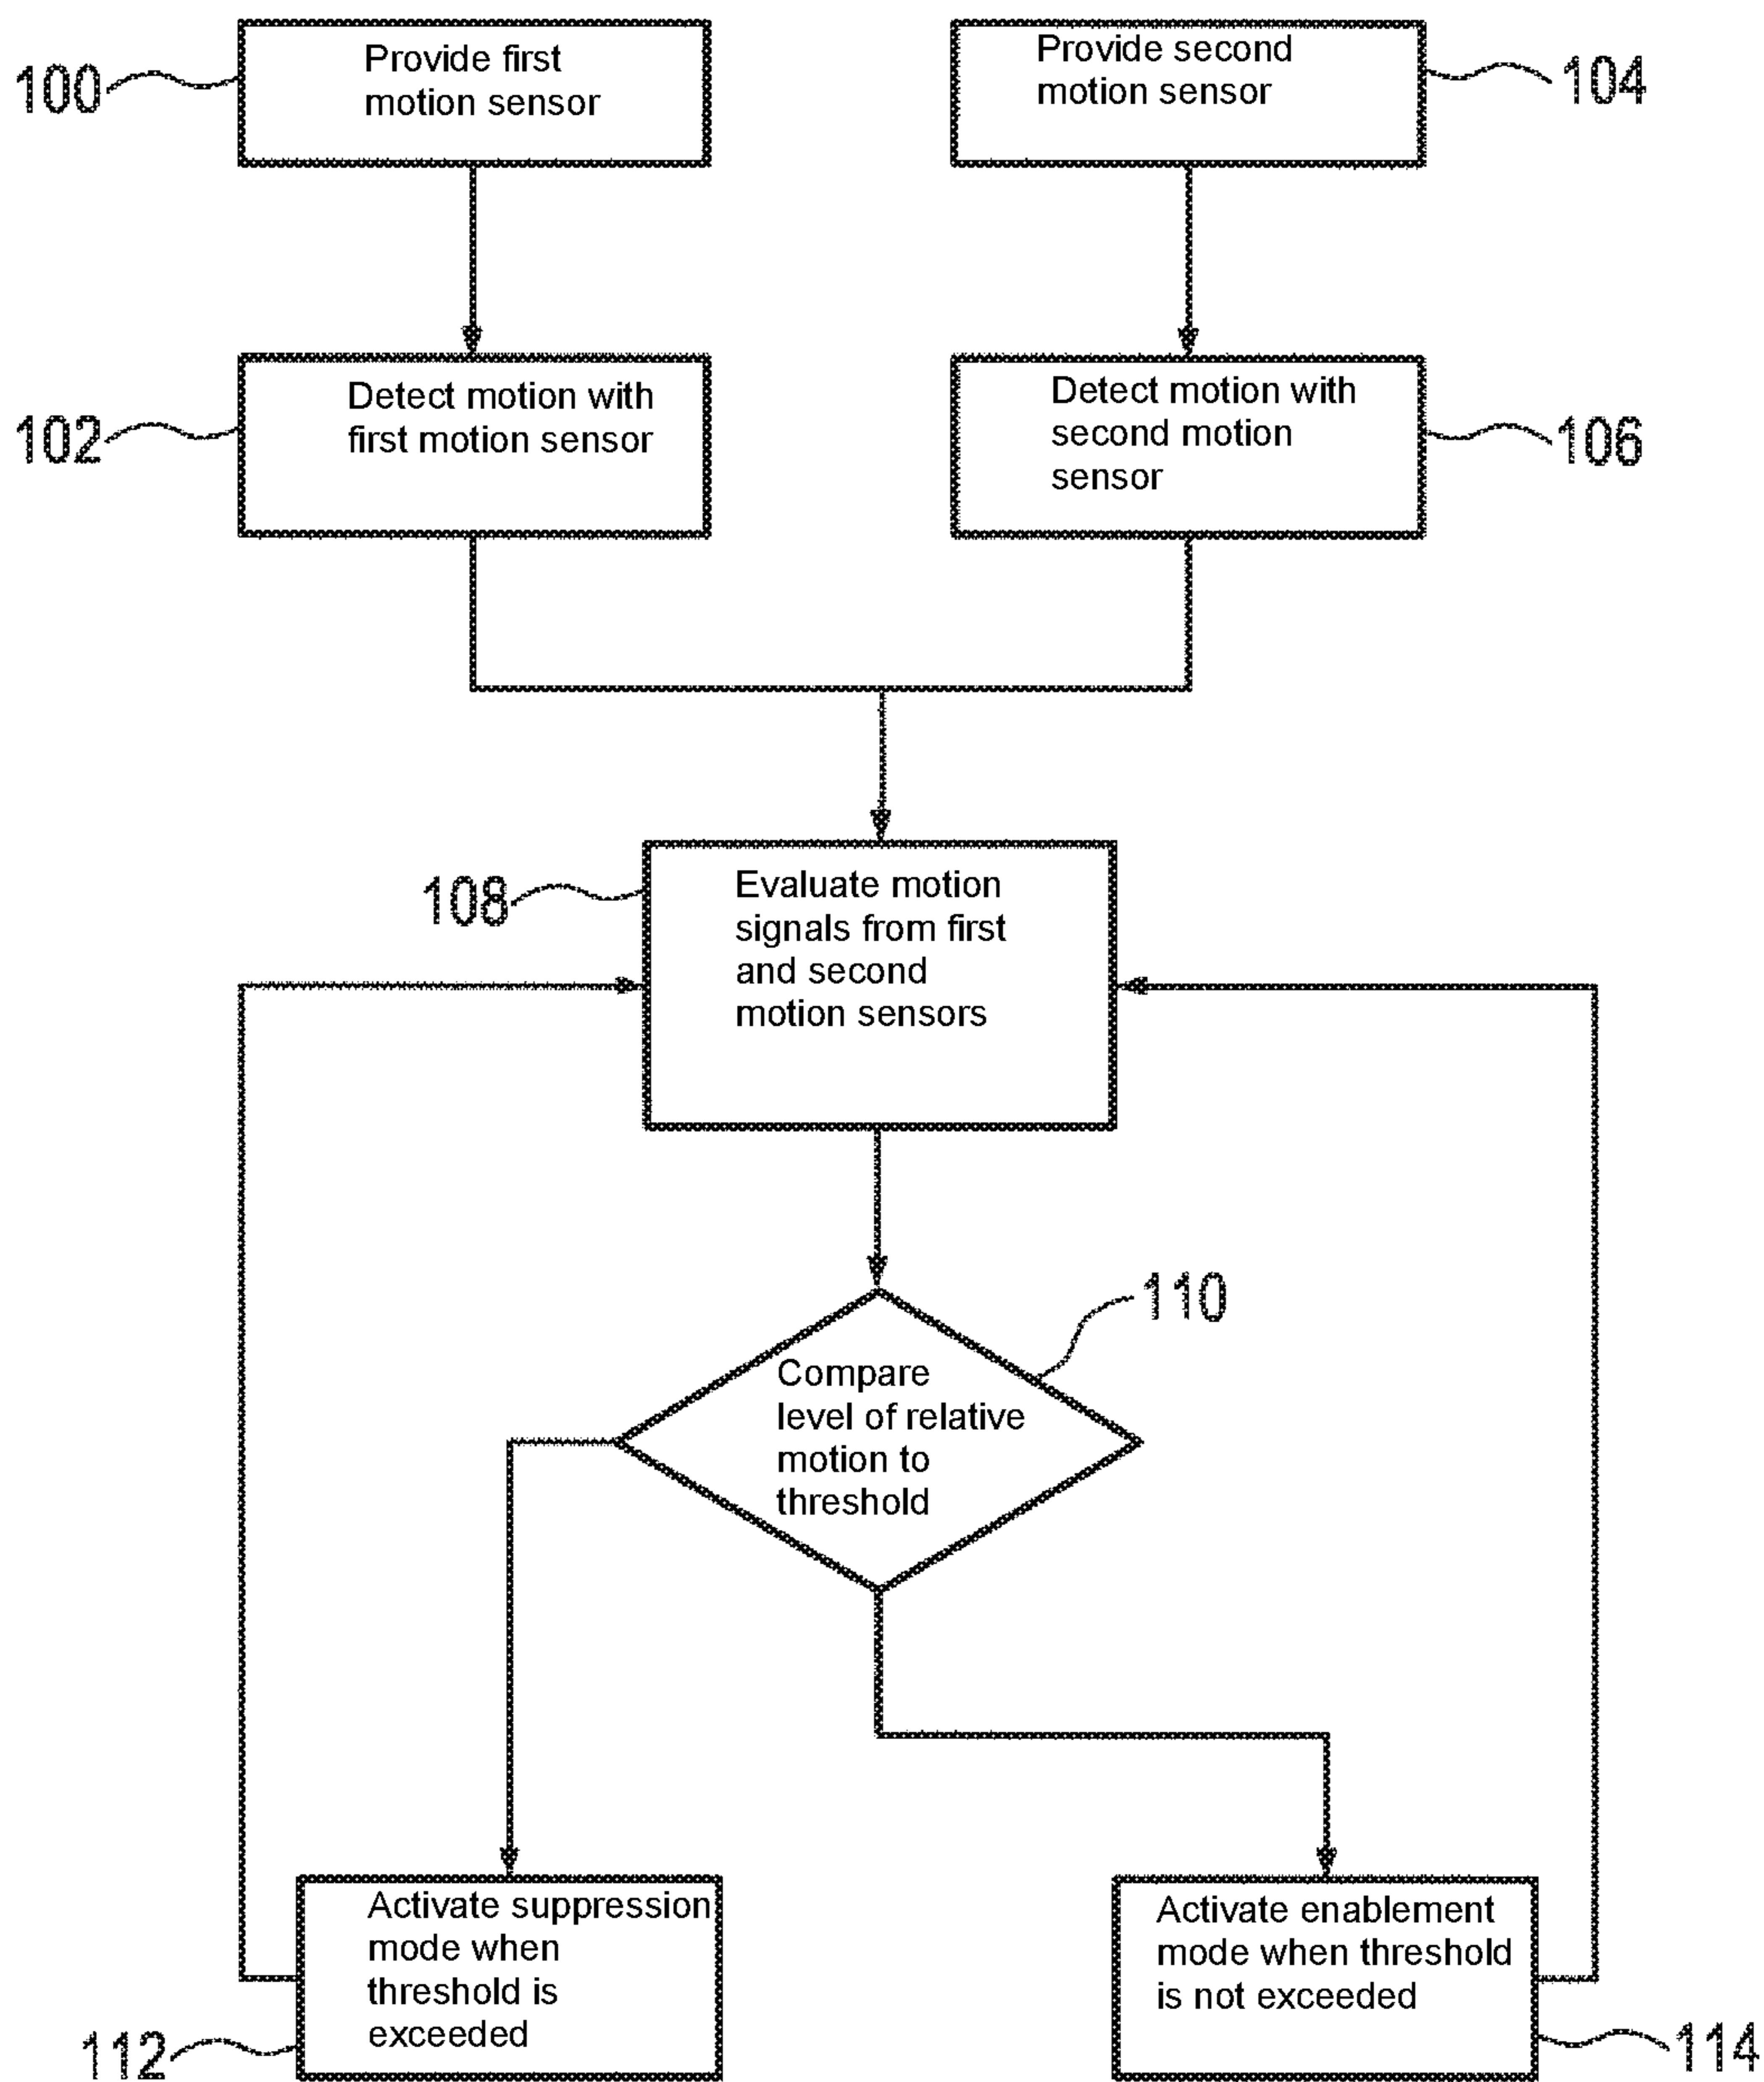 100
Provide first
motion sensor
Provide second
motion sensor
104
102
Detect motion with
first motion sensor
Detect motion with
second motion
sensor
106
108
Evaluate motion
signals from first
and second
motion sensors
110
Compare
level of relative
motion to
threshold
Activate suppression
mode when
threshold is
exceeded
112
Activate enablement
mode when threshold
is not exceeded
114